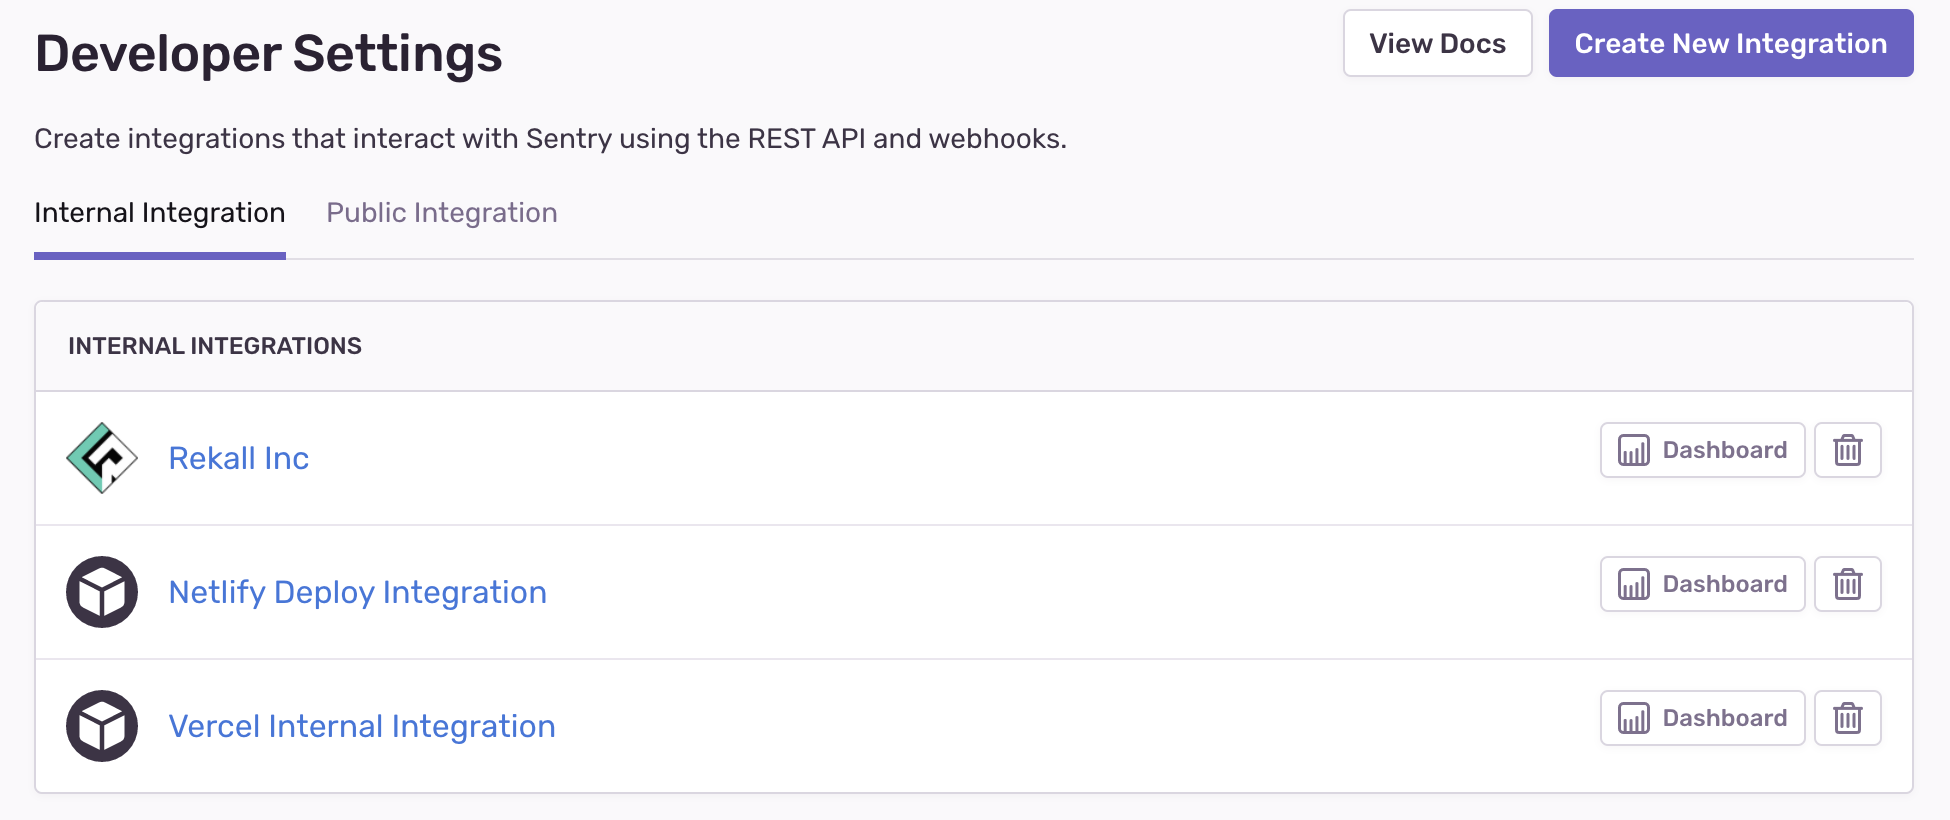 Developer Settings
View Docs
Create New Integration
Create integrations that interact with Sentry using the REST API and webhooks.
Internal Integration
Public Integration
INTERNAL INTEGRATIONS
Rekall Inc
Dashboard
Netlify Deploy Integration
Dashboard
Vercel Internal Integration
Dashboard